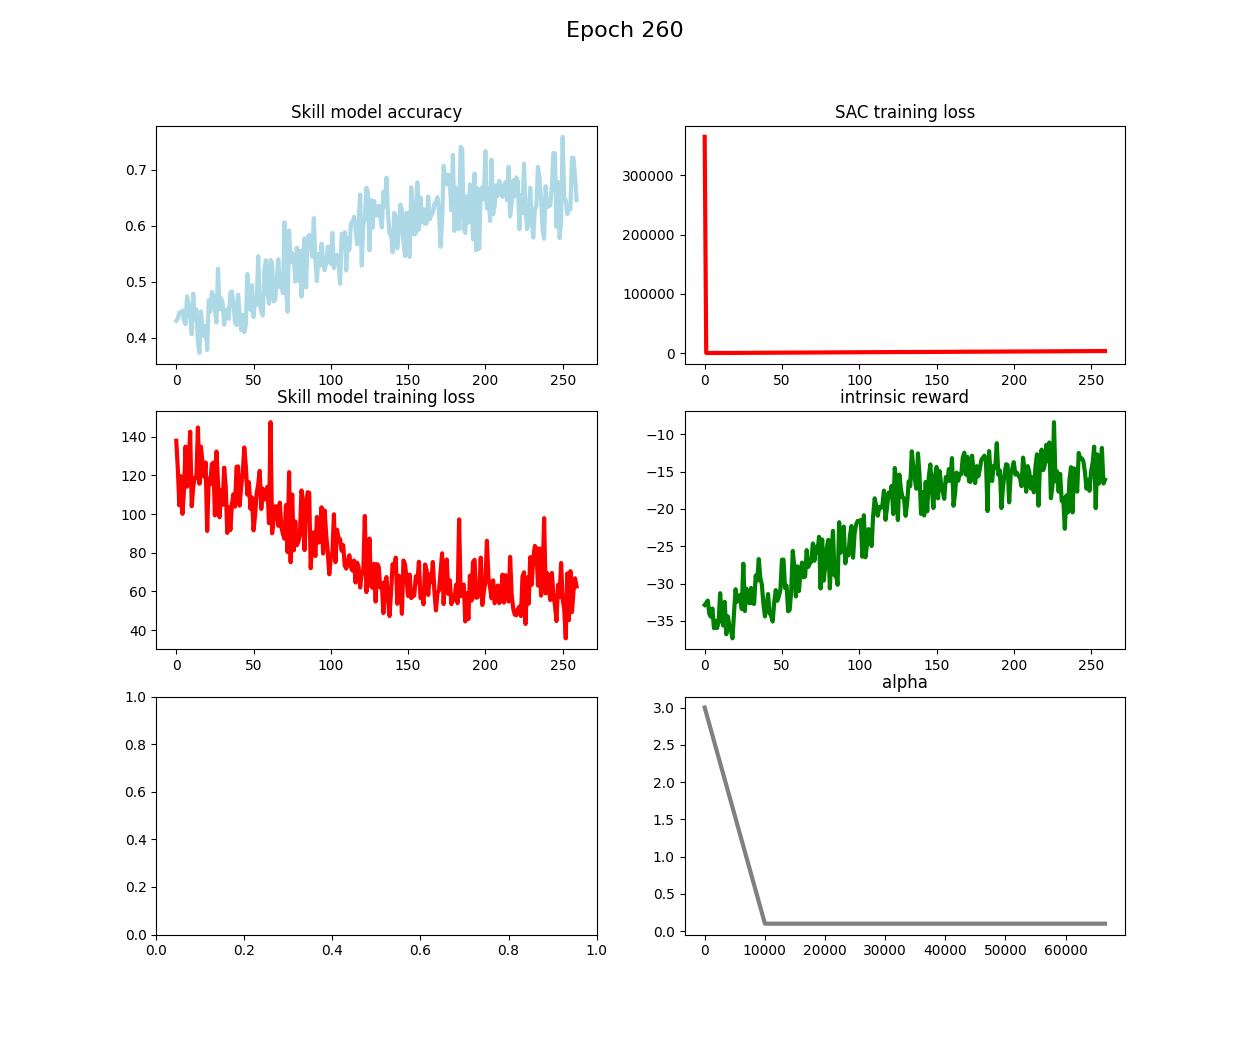 Epoch 260
Skill model accuracy
0.7
0.6
0.5
0.4
0 50 100 150 200 250
SAC training loss
300000
200000
100000
0
0 50 100 150 200 250
Skill model training loss
140
120
100
80
60
40
0 50 100 150 200 250
intrinsic reward
−10
−15
−20
−25
−30
−35
0 50 100 150 200 250
1.0
0.8
0.6
0.4
0.2
0.0
0.0 0.2 0.4 0.6 0.8 1.0
alpha
3.0
2.5
2.0
1.5
1.0
0.5
0.0
0 10000 20000 30000 40000 50000 60000